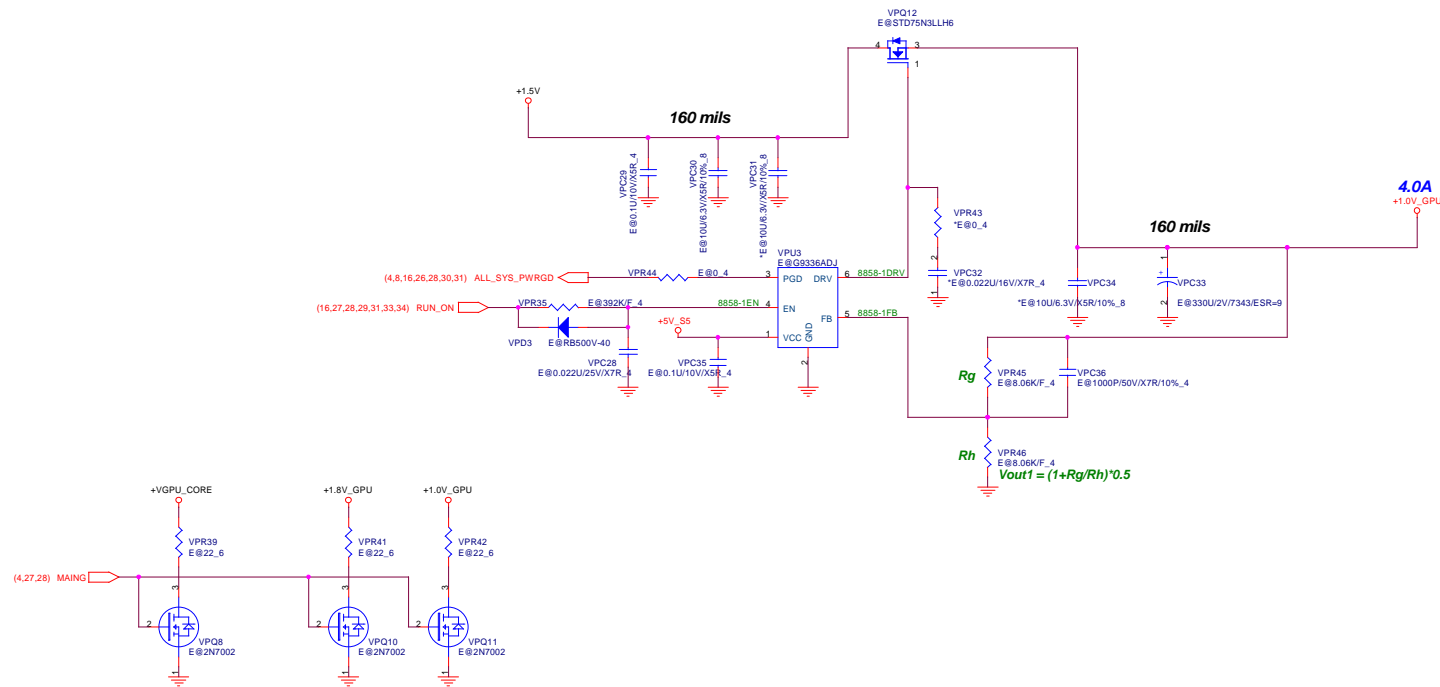 VPQ12
E@STD75N3LLH6
4
3
1
+1.5V
160 mils
VPC29
E@0.1U/10V/X5R_4
VPC30
E@10U/6.3V/X5R/10%_8
VPC31
*E@10U/6.3V/X5R/10%_8
4.0A
+1.0V_GPU
160 mils
VPR43
*E@0_4
2
1
VPC32
*E@0.022U/16V/X7R_4
VPC34
*E@10U/6.3V/X5R/10%_8
1
+
2
VPC33
E@330U/2V/7343/ESR=9
VPU3
E@G9336ADJ
(4,8,16,26,28,30,31) ALL_SYS_PWRGD
VPR44
E@0_4
3
PGD
DRV
6
8858-1DRV
(16,27,28,29,31,33,34) RUN_ON
VPR35
E@392K/F_4
8858-1EN
4
EN
FB
5
8858-1FB
VPD3
E@RB500V-40
+5V_S5
1
VCC
GND
2
VPC28
E@0.022U/25V/X7R_4
VPC35
E@0.1U/10V/X5R_4
Rg
VPR45
E@8.06K/F_4
VPC36
E@1000P/50V/X7R/10%_4
Rh
VPR46
E@8.06K/F_4
Vout1 = (1+Rg/Rh)*0.5
+VGPU_CORE
+1.8V_GPU
+1.0V_GPU
VPR39
E@22_6
VPR41
E@22_6
VPR42
E@22_6
(4,27,28) MAING
3
2
1
VPQ8
E@2N7002
3
2
1
VPQ10
E@2N7002
3
2
1
VPQ11
E@2N7002